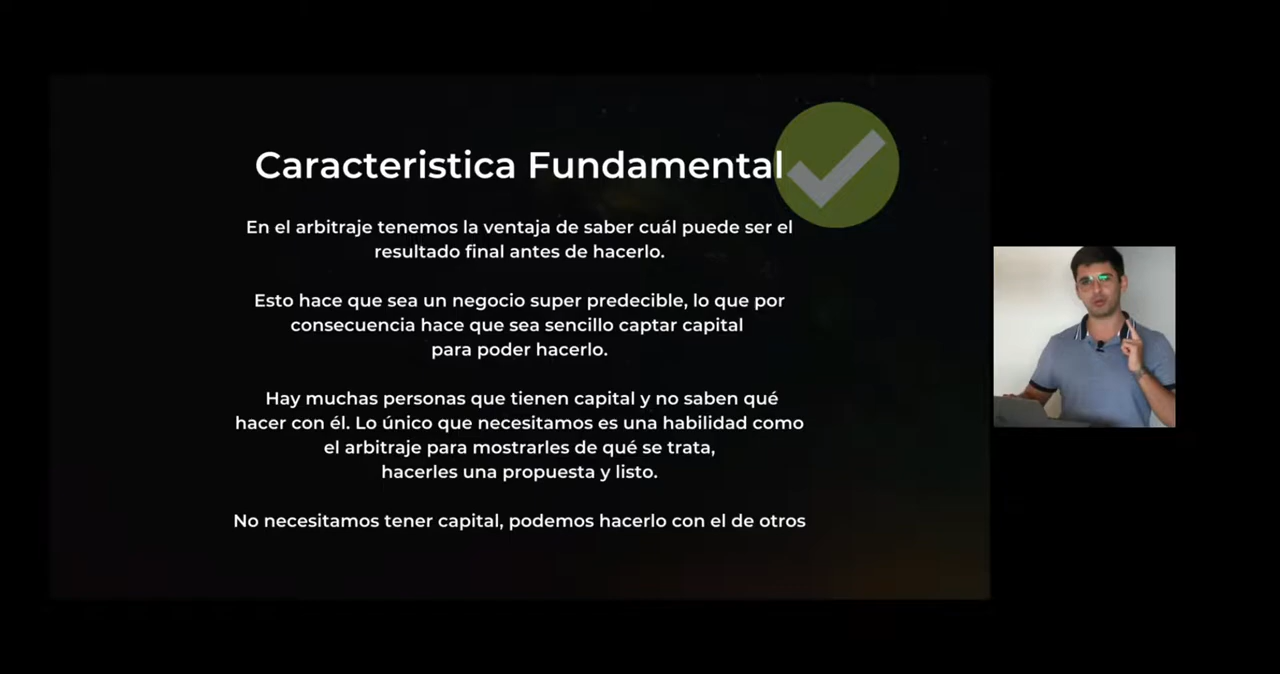 Caracteristica Fundamental
En el arbitraje tenemos la ventaja de saber cuál puede ser el
resultado final antes de hacerlo.
Esto hace que sea un negocio super predecible, lo que por
consecuencia hace que sea sencillo captar capital
para poder hacerlo.
Hay muchas personas que tienen capital y no saben qué
hacer con él. Lo único que necesitamos es una habilidad como
el arbitraje para mostrarles de qué se trata,
hacerles una propuesta y listo.
No necesitamos tener capital, podemos hacerlo con el de otros